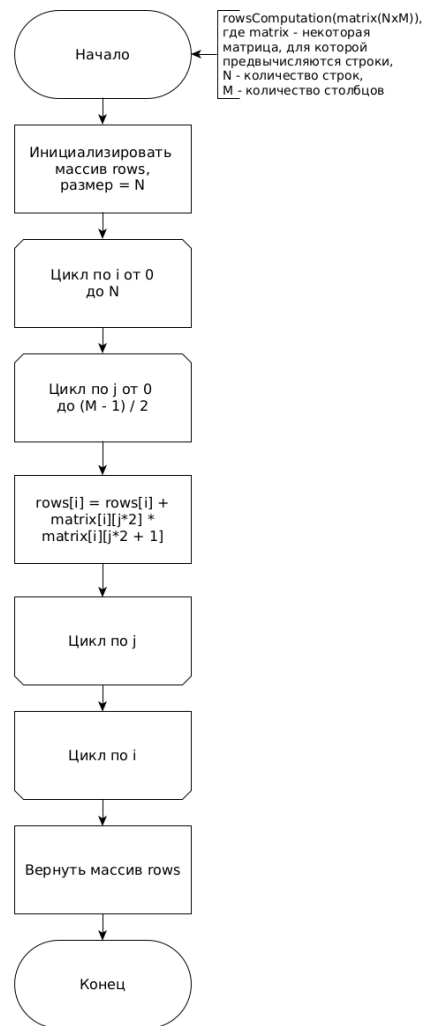 Начало
rowsComputation(matrix(NxM)),
где matrix - некоторая
матрица, для которой
предвычисляются строки,
N - количество строк,
M - количество столбцов
Инициализировать
массив rows,
размер = N
Цикл по i от 0
до N
Цикл по j от 0
до (M - 1) / 2
rows[i] = rows[i] +
matrix[i][j*2] *
matrix[i][j*2 + 1]
Цикл по j
Цикл по i
Вернуть массив rows
Конец